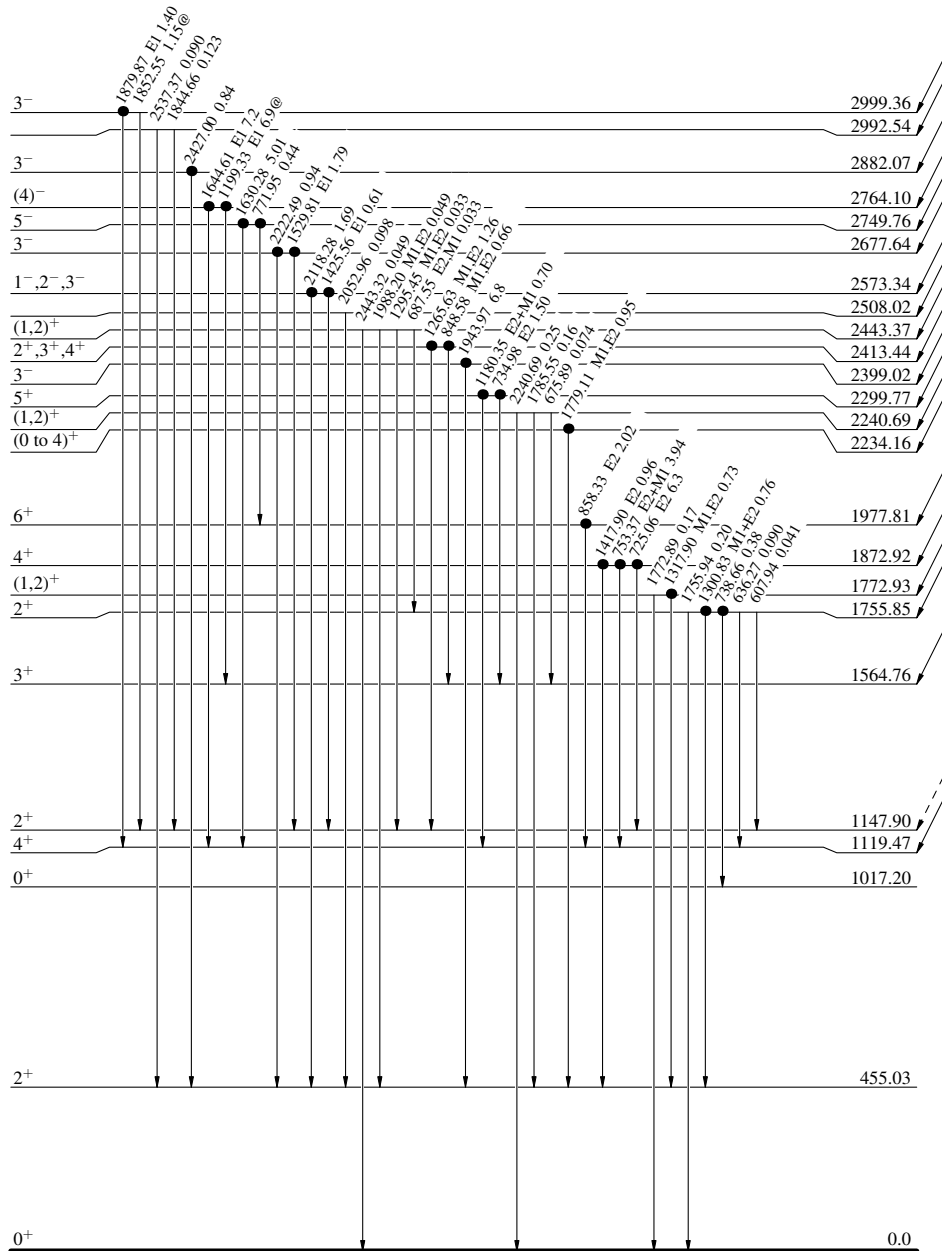 1879.87 E1 1.40
1852.55 1.15@
2537.37 0.090
1844.66 0.123
2427.00 0.84
1644.61 E1 7.2
1199.33 E1 6.9@
1630.28 5.01
771.95 0.44
2222.49 0.94
1529.81 E1 1.79
2118.28 1.69
1425.56 E1 0.61
2052.96 0.098
2443.32 0.049
1988.20 M1,E2 0.049
1295.45 M1,E2 0.033
687.55 E2,M1 0.033
1265.63 M1,E2 1.26
848.58 M1,E2 0.66
1943.97 6.8
1180.35 E2+M1 0.70
734.98 E2 1.50
2240.69 0.25
1785.55 0.16
675.89 0.074
1779.11 M1,E2 0.95
858.33 E2 2.02
1417.90 E2 0.96
753.37 E2+M1 3.94
725.06 E2 6.3
1772.89 0.17
1317.90 M1,E2 0.73
1755.94 0.20
1300.83 M1+E2 0.76
738.66 0.38
636.27 0.090
607.94 0.041
3⁻ 2999.36
2992.54
3⁻ 2882.07
(4)⁻ 2764.10
5⁻ 2749.76
3⁻ 2677.64
1⁻,2⁻,3⁻ 2573.34
2508.02
(1,2)⁺ 2443.37
2⁺,3⁺,4⁺ 2413.44
3⁻ 2399.02
5⁺ 2299.77
(1,2)⁺ 2240.69
(0 to 4)⁺ 2234.16
6⁺ 1977.81
4⁺ 1872.92
(1,2)⁺ 1772.93
2⁺ 1755.85
3⁺ 1564.76
2⁺ 1147.90
4⁺ 1119.47
0⁺ 1017.20
2⁺ 455.03
0⁺ 0.0